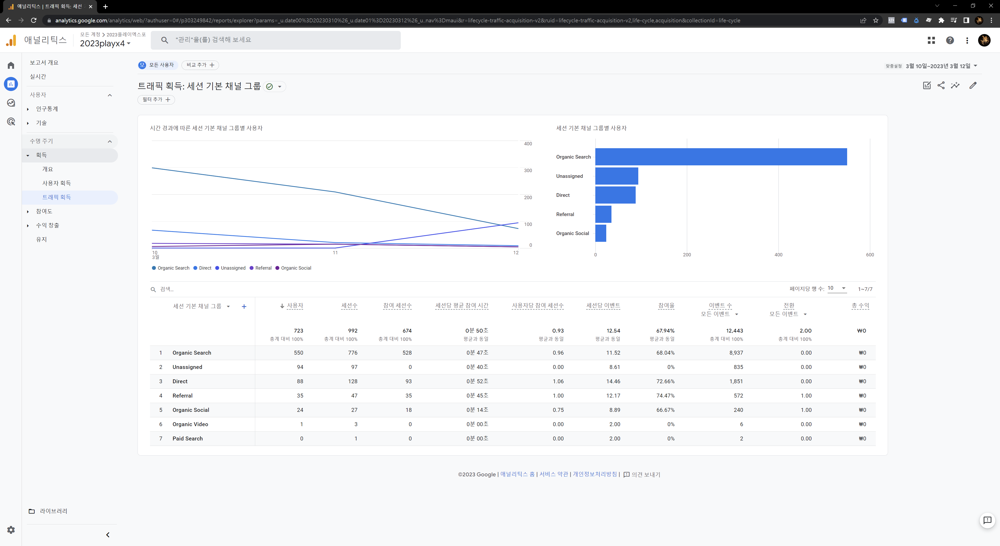 애널리틱스 | 트래픽 획득: 세션
analytics.google.com/analytics/web/?authuser=0#/p303249842/reports/explorer?params=_u.date00%3D20230310%26_u.date01%3D20230312%26_u..nav%3Dmaui&r=lifecycle-traffic-acquisition-v2&ruid=lifecycle-traffic-acquisition-v2,life-cycle,acquisition&collectionId=life-cycle
애널리틱스
모든 계정 > 2023플레이엑스포
2023playx4
"관리"을(를) 검색해 보세요
보고서 개요
실시간
사용자
인구통계
기술
수명 주기
획득
개요
사용자 획득
트래픽 획득
참여도
수익 창출
유지
라이브러리
모 모든 사용자 비교 추가 +
맞춤설정 3월 10일~2023년 3월 12일
트래픽 획득: 세션 기본 채널 그룹
필터 추가 +
시간 경과에 따른 세션 기본 채널 그룹별 사용자
400
300
200
100
0
10 11 12
3월
Organic Search Direct Unassigned Referral Organic Social
세션 기본 채널 그룹별 사용자
Organic Search
Unassigned
Direct
Referral
Organic Social
0 200 400 600
검색...
페이지당 행 수: 10 1~7/7
세션 기본 채널 그룹 + ↓ 사용자 세션수 참여 세션수 세션당 평균 참여 시간 사용자당 참여 세션수 세션당 이벤트 참여율 이벤트 수 전환 총 수익
모든 이벤트 모든 이벤트
723 992 674 0분 50초 0.93 12.54 67.94% 12,443 2.00 ₩0
총계 대비 100% 총계 대비 100% 총계 대비 100% 평균과 동일 평균과 동일 평균과 동일 평균과 동일 총계 대비 100% 총계 대비 100%
1 Organic Search 550 776 528 0분 47초 0.96 11.52 68.04% 8,937 0.00 ₩0
2 Unassigned 94 97 0 0분 40초 0.00 8.61 0% 835 0.00 ₩0
3 Direct 88 128 93 0분 52초 1.06 14.46 72.66% 1,851 0.00 ₩0
4 Referral 35 47 35 0분 45초 1.00 12.17 74.47% 572 1.00 ₩0
5 Organic Social 24 27 18 0분 14초 0.75 8.89 66.67% 240 1.00 ₩0
6 Organic Video 1 3 0 0분 00초 0.00 2.00 0% 6 0.00 ₩0
7 Paid Search 0 1 0 0분 00초 0.00 2.00 0% 2 0.00 ₩0
©2023 Google | 애널리틱스 홈 | 서비스 약관 | 개인정보처리방침 | 의견 보내기